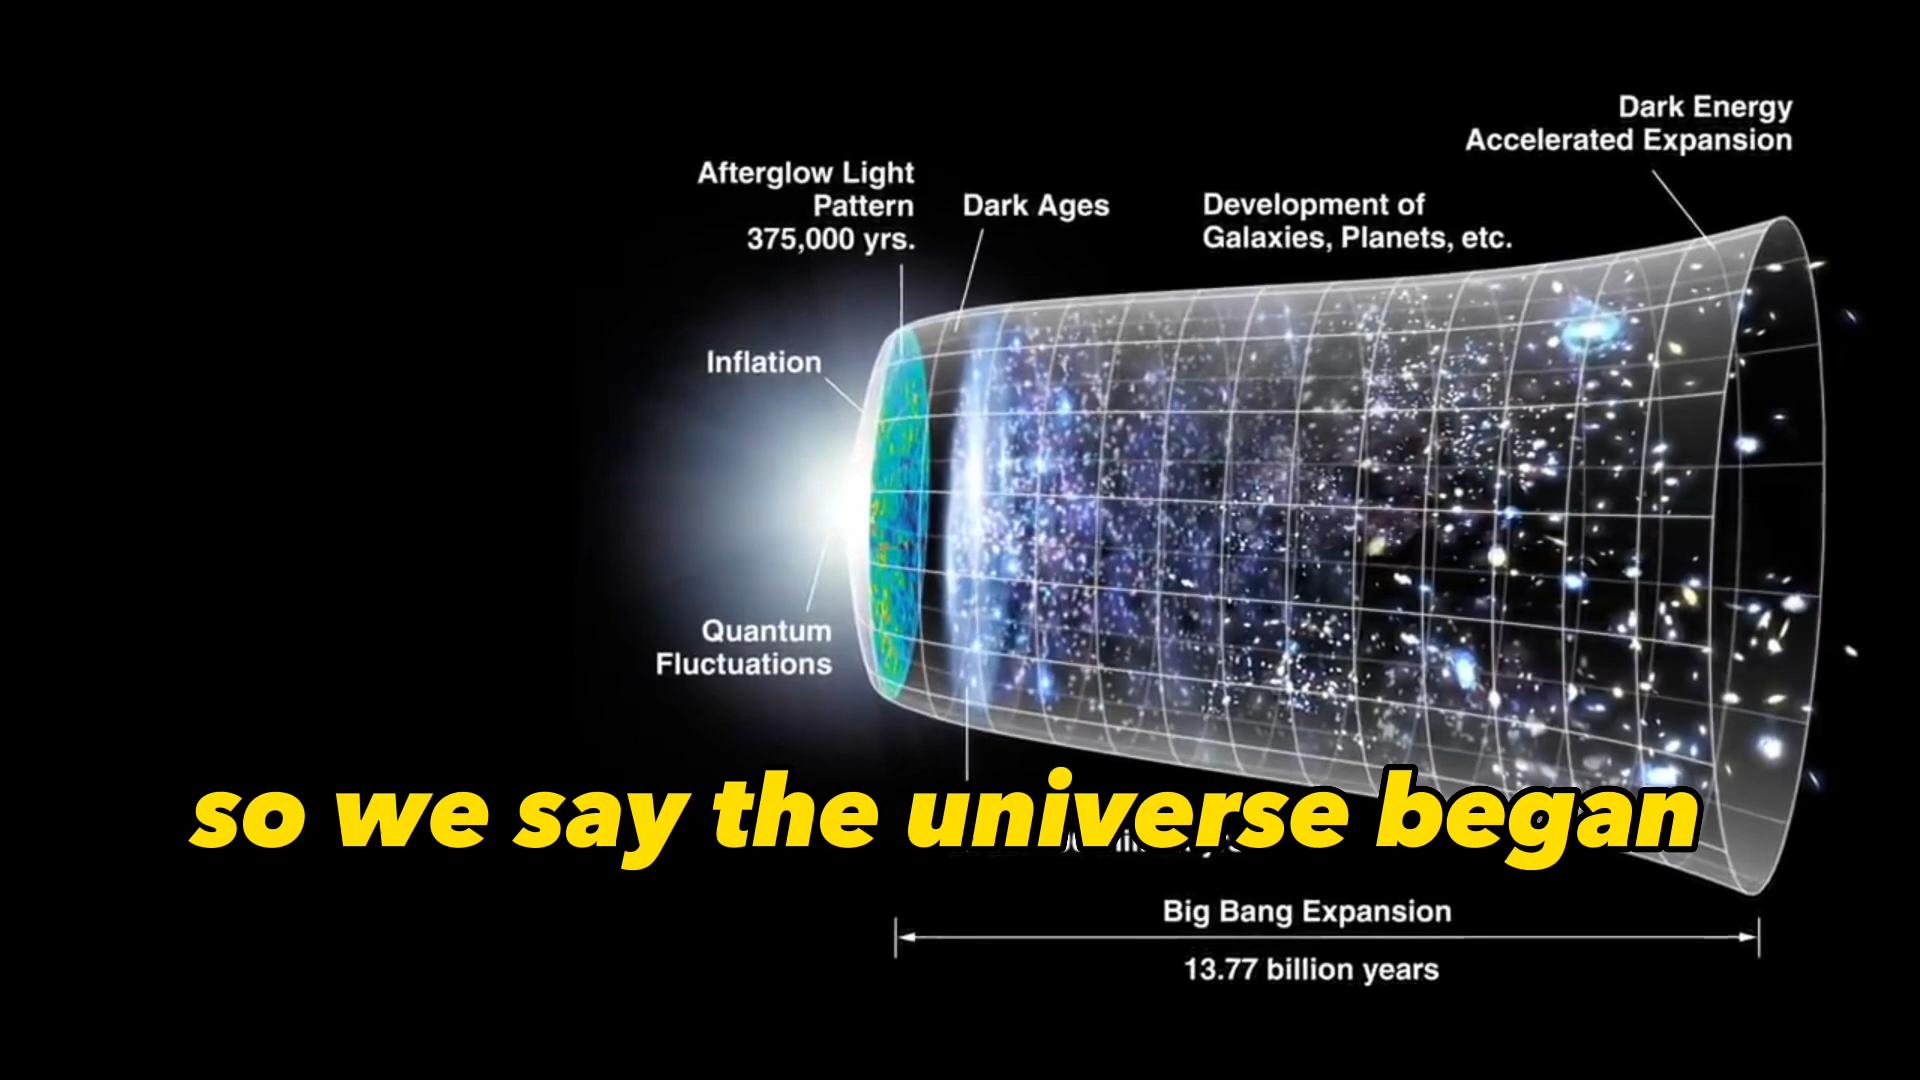 Dark Energy
Accelerated Expansion
Afterglow Light
Pattern
375,000 yrs.
Dark Ages
Development of
Galaxies, Planets, etc.
Inflation
Quantum
Fluctuations
so we say the universe began
Big Bang Expansion
13.77 billion years